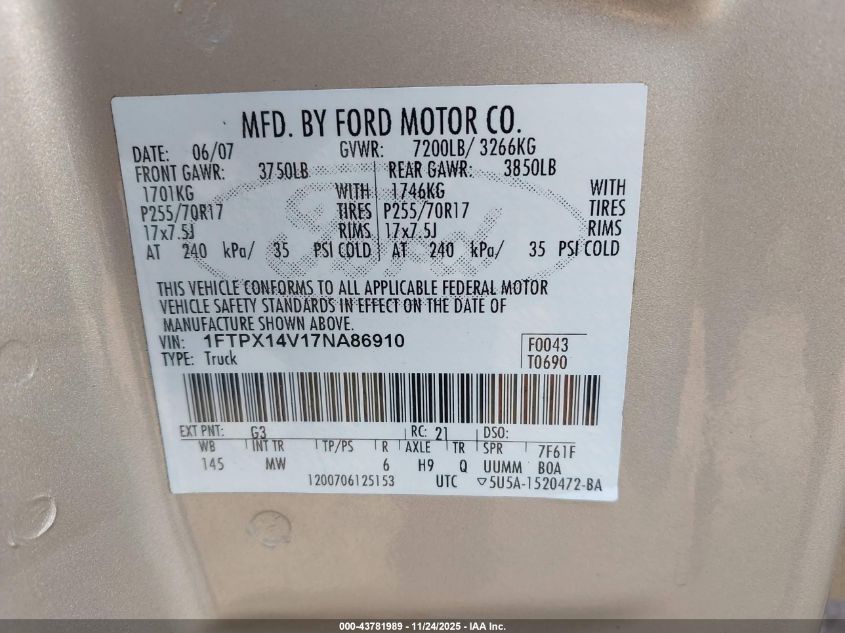 MFD. BY FORD MOTOR CO.
DATE: 06/07 GVWR: 7200LB/ 3266KG
FRONT GAWR: 3750LB REAR GAWR: 3850LB
1701KG WITH 1746KG WITH
P255/70R17 TIRES P255/70R17 TIRES
17x7.5J RIMS 17x7.5J RIMS
AT 240 kPa/ 35 PSI COLD AT 240 kPa/ 35 PSI COLD
Ford
THIS VEHICLE CONFORMS TO ALL APPLICABLE FEDERAL MOTOR
VEHICLE SAFETY STANDARDS IN EFFECT ON THE DATE OF
MANUFACTURE SHOWN ABOVE.
VIN: 1FTPX14V17NA86910 F0043
TYPE: Truck T0690
EXT PNT: G3 RC: 21 DSO:
WB INT TR TP/PS R AXLE TR SPR 7F61F
145 MW 6 H9 Q UUMM BOA
1200706125153 UTC ▽5U5A-1520472-BA
000-43781989 - 11/24/2025 - IAA Inc.